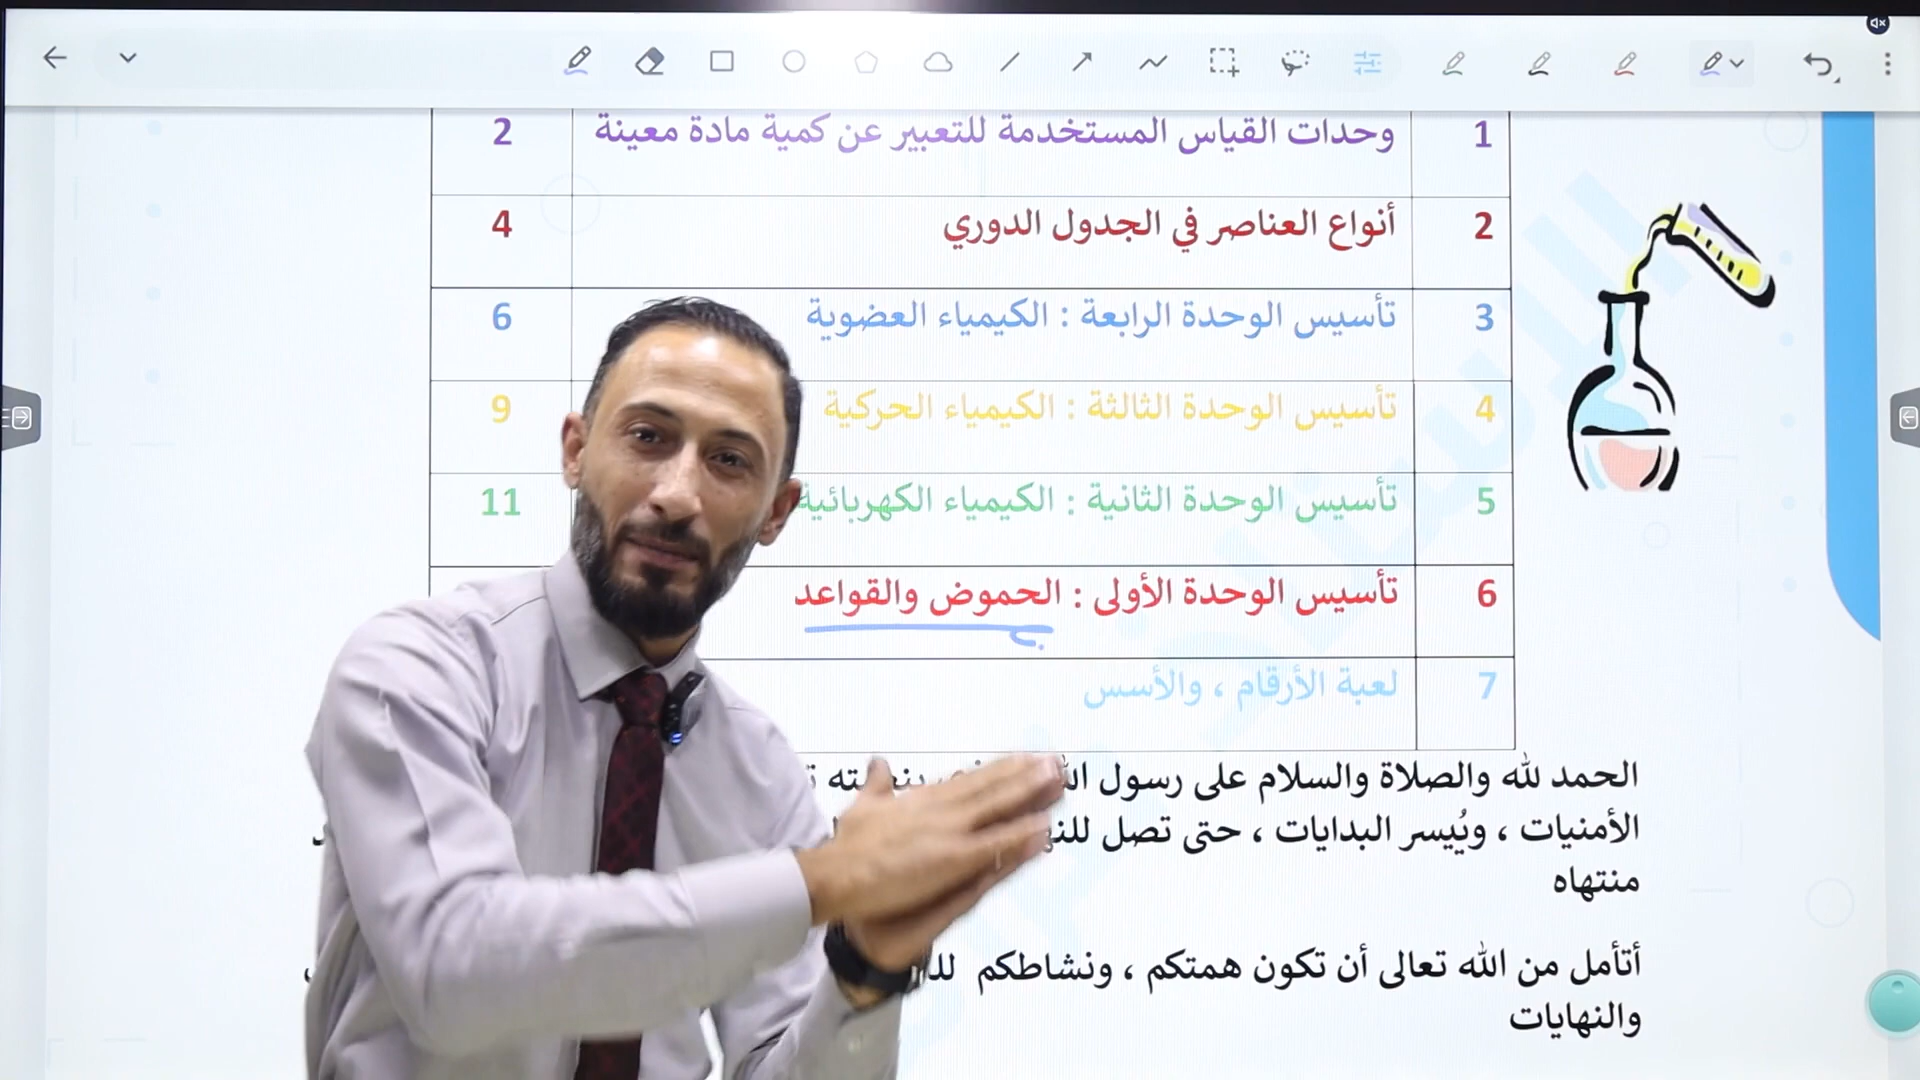 1 وحدات القياس المستخدمة للتعبير عن كمية مادة معينة 2
2 أنواع العناصر في الجدول الدوري 4
3 تأسيس الوحدة الرابعة : الكيمياء العضوية 6
4 تأسيس الوحدة الثالثة : الكيمياء الحركية 9
5 تأسيس الوحدة الثانية : الكيمياء الكهربائية 11
6 تأسيس الوحدة الأولى : الحموض والقواعد
7 لعبة الأرقام ، والأسس
الحمد لله والصلاة والسلام على رسول
الأمنيات ، ويُيسر البدايات ، حتى تصل
منتهاه
أتأمل من الله تعالى أن تكون همتكم ، ونشاطكم
والنهايات